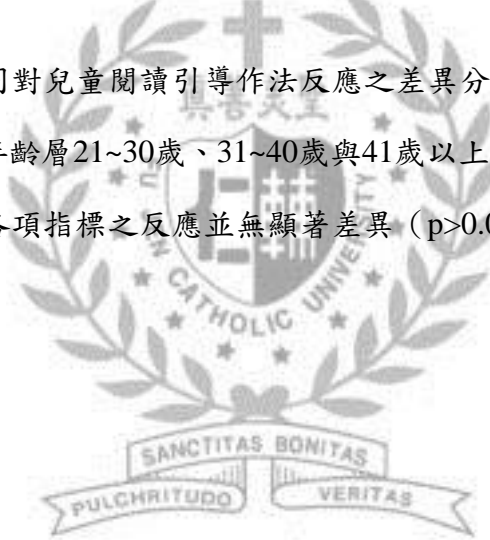 同對兒童閱讀引導作法反應之差異分
年齡層21~30歲、31~40歲與41歲以上
各項指標之反應並無顯著差異（p>0.0
CATHOLIC UNIVERSITY
SANCTITAS BONITAS
PULCHRITUDO VERITAS